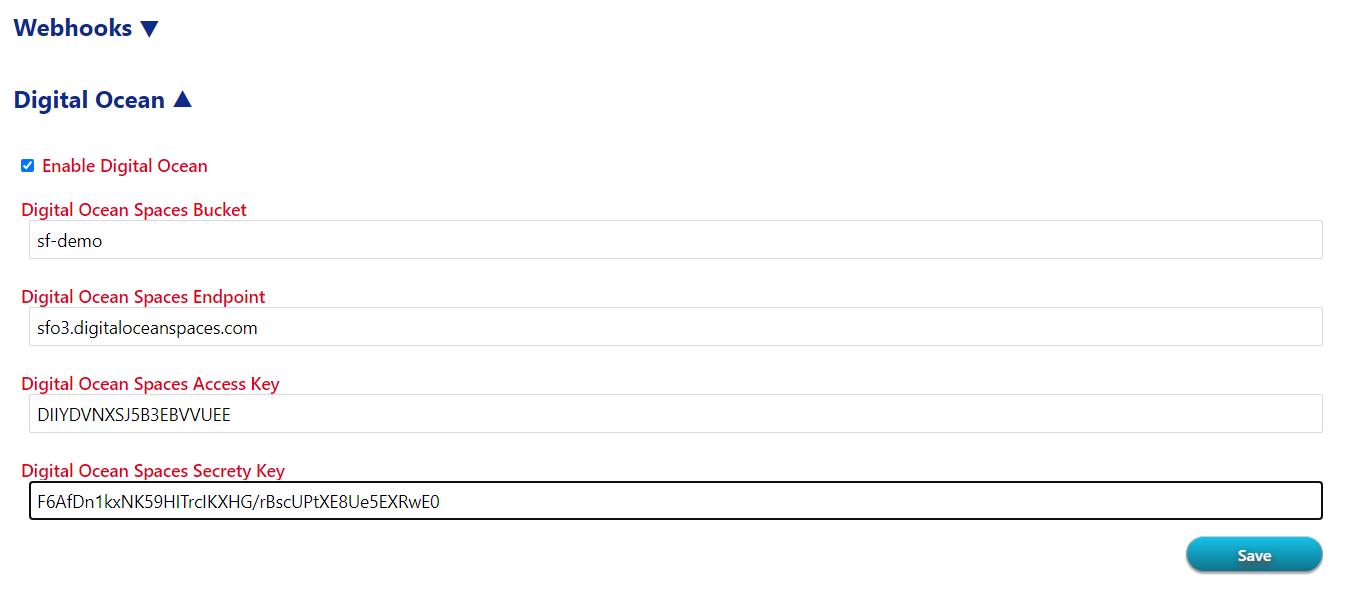 Webhooks ▼
Digital Ocean ▲
Enable Digital Ocean
Digital Ocean Spaces Bucket
sf-demo
Digital Ocean Spaces Endpoint
sfo3.digitaloceanspaces.com
Digital Ocean Spaces Access Key
DIIYDVNXSJ5B3EBVVUEE
Digital Ocean Spaces Secrety Key
F6AfDn1kxNK59HITrcIKXHG/rBscUPtXE8Ue5EXRwE0
Save